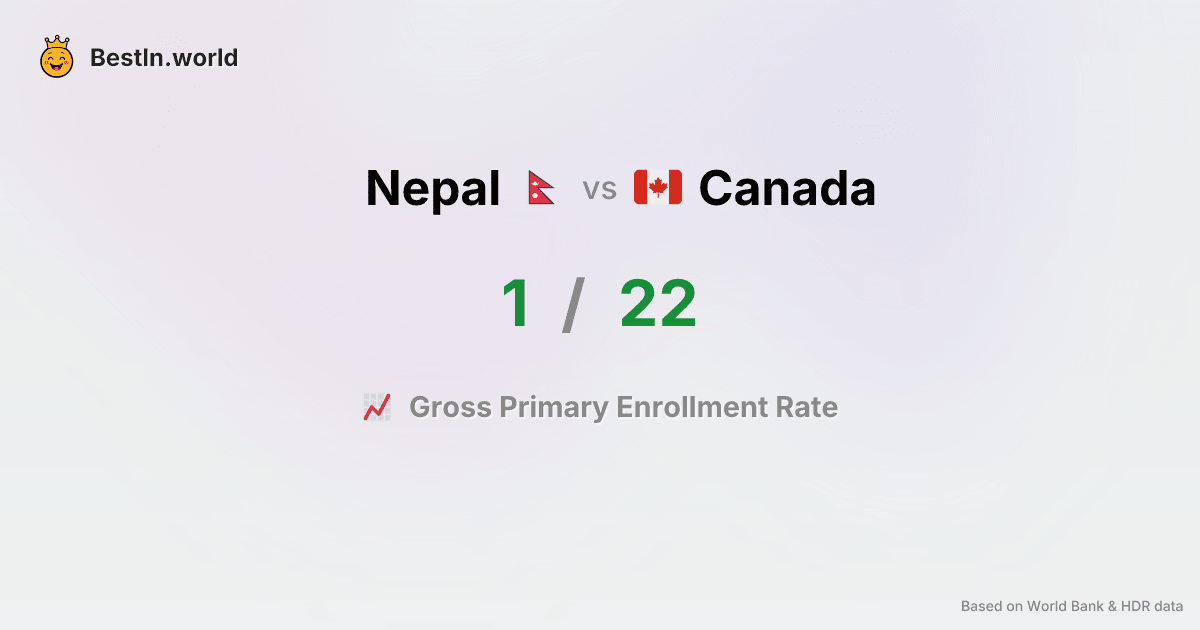 BestIn.world
Nepal vs Canada
1 / 22
Gross Primary Enrollment Rate
Based on World Bank & HDR data